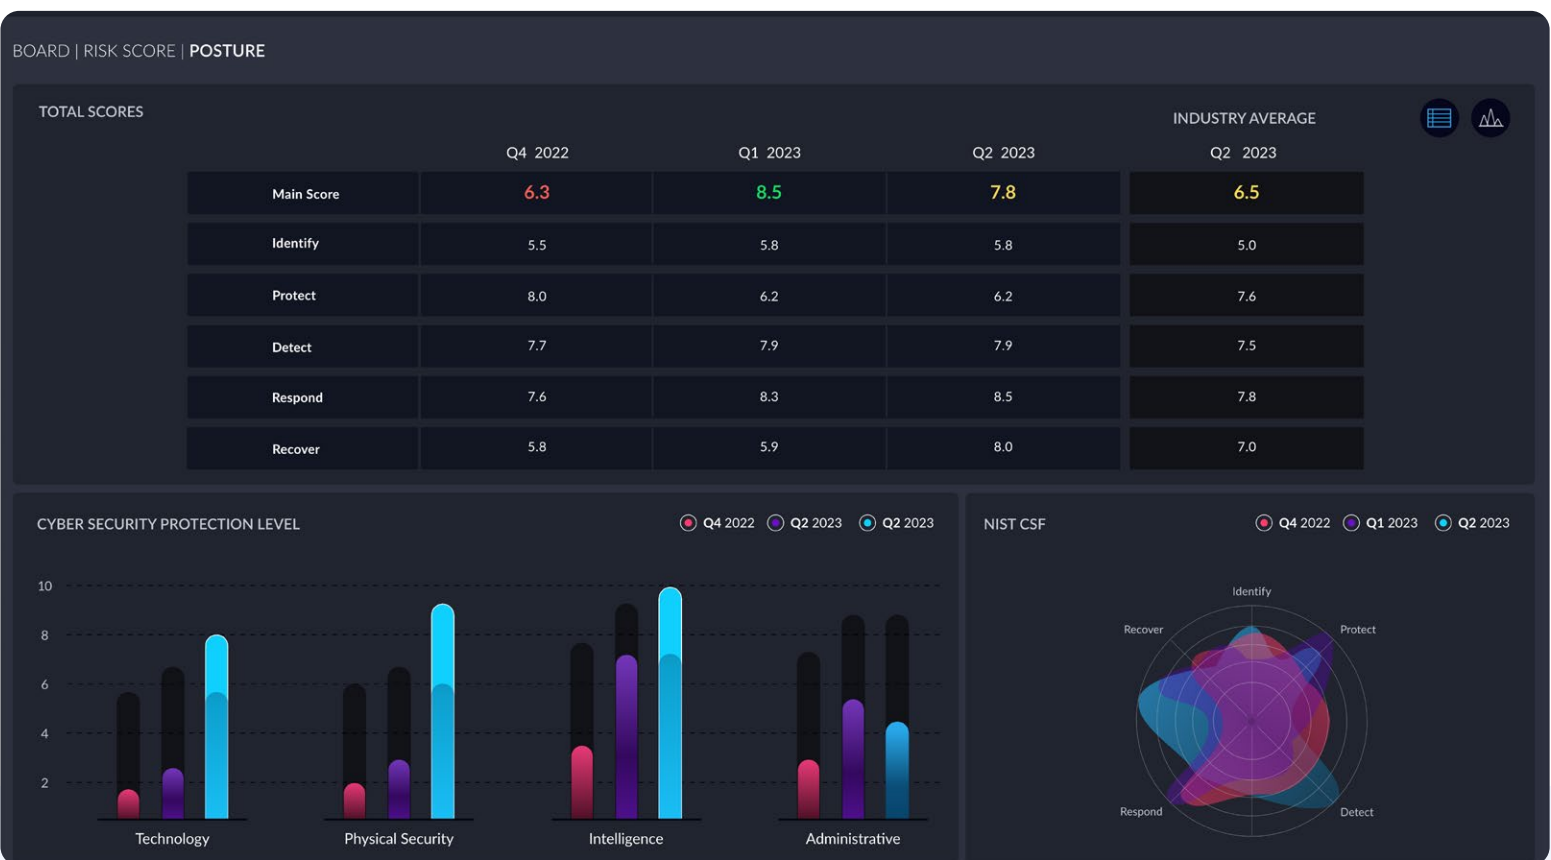 BOARD | RISK SCORE | POSTURE
TOTAL SCORES
INDUSTRY AVERAGE
Q4 2022 Q1 2023 Q2 2023 Q2 2023
Main Score 6.3 8.5 7.8 6.5
Identify 5.5 5.8 5.8 5.0
Protect 8.0 6.2 6.2 7.6
Detect 7.7 7.9 7.9 7.5
Respond 7.6 8.3 8.5 7.8
Recover 5.8 5.9 8.0 7.0
CYBER SECURITY PROTECTION LEVEL
Q4 2022 Q2 2023 Q2 2023
10
8
6
4
2
Technology Physical Security Intelligence Administrative
NIST CSF
Q4 2022 Q1 2023 Q2 2023
Identify
Recover Protect
Respond Detect